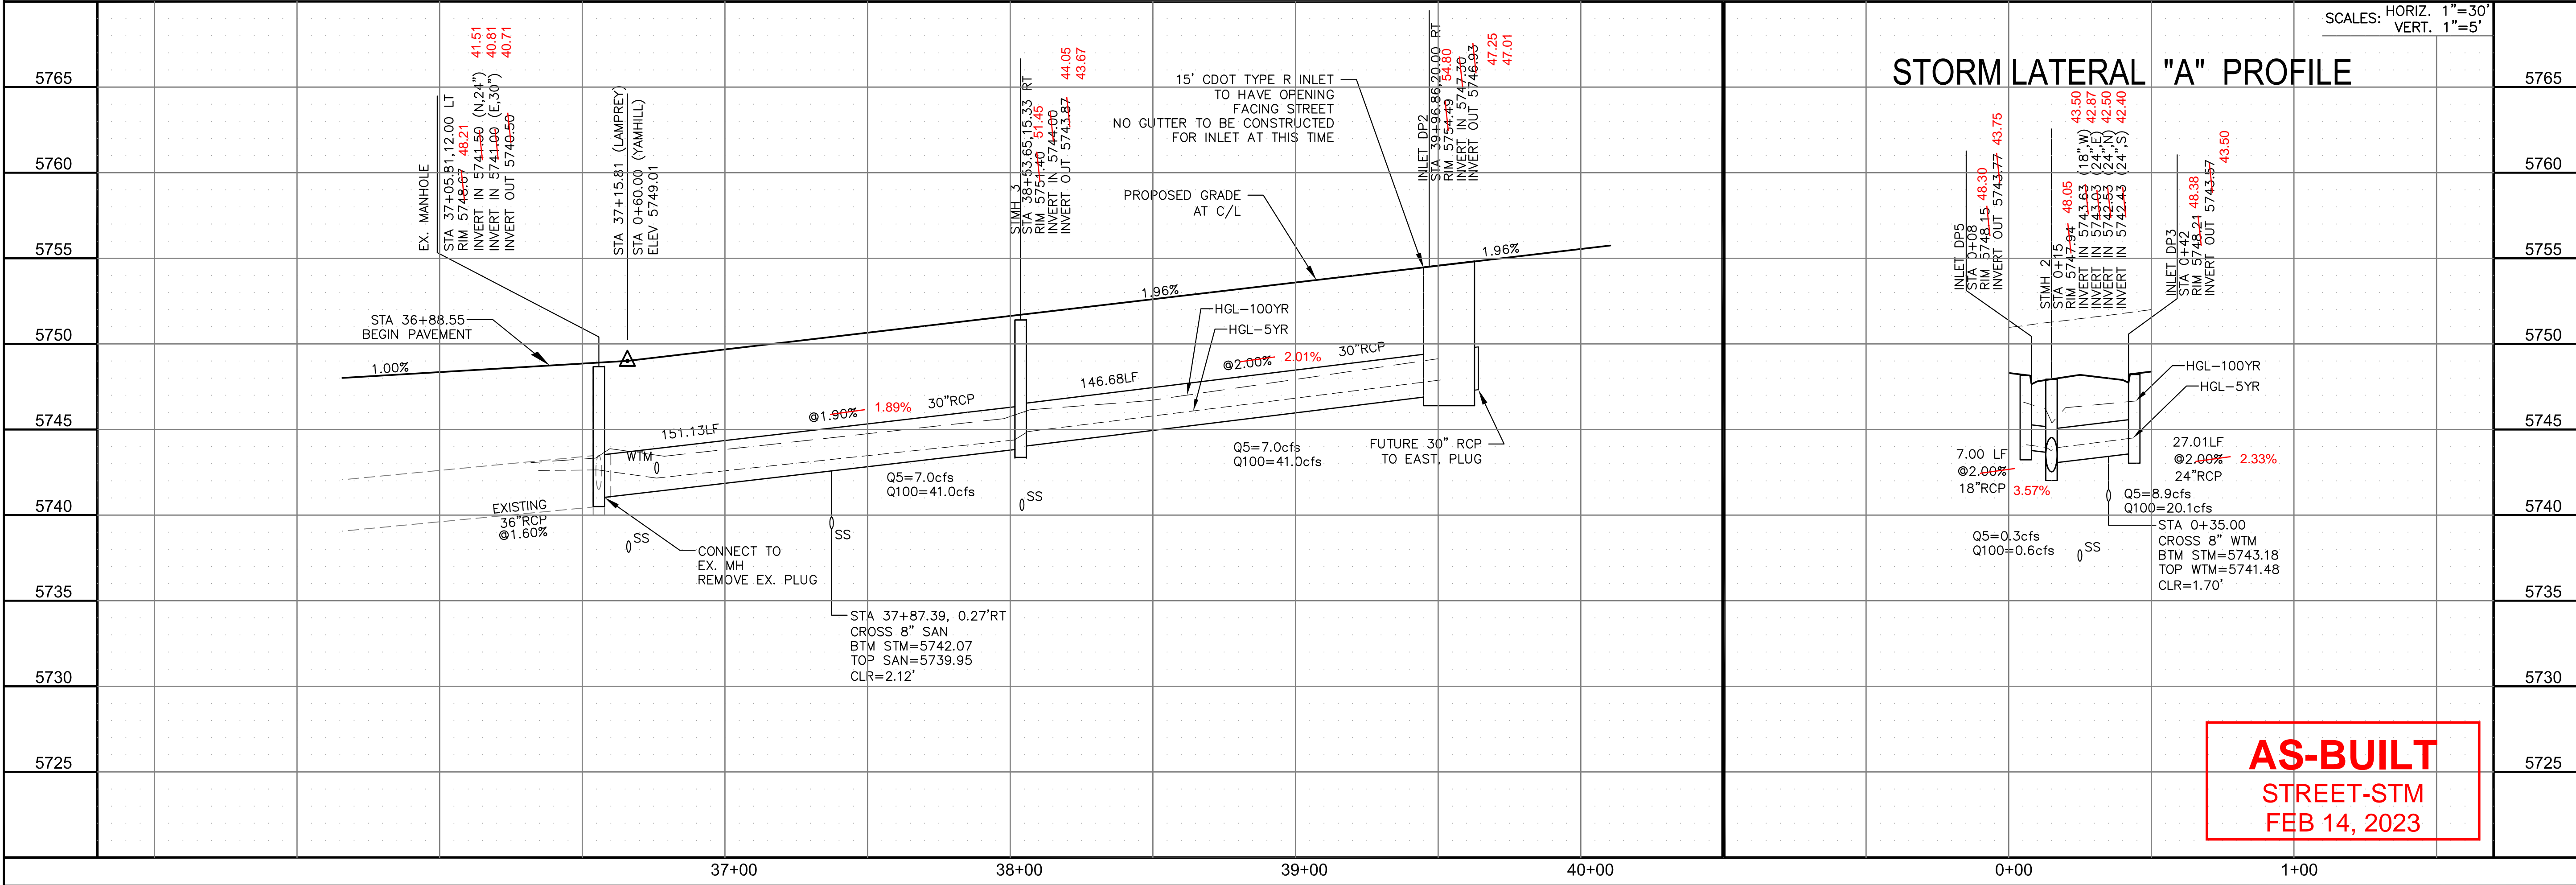 SCALES: HORIZ. 1"=30'
VERT. 1"=5'
STORM LATERAL "A" PROFILE
5765
5760
5755
5750
5745
5740
5735
5730
5725
EX. MANHOLE
STA 37+05.81,12.00 LT
RIM 5748.67 48.21
INVERT IN 5741.50 (N,24") 41.51
INVERT IN 5741.00 (E,30") 40.81
INVERT OUT 5740.50 40.71
STA 37+15.81 (LAMPREY)
STA 0+60.00 (YAMHILL)
ELEV 5749.01
STMH 3
STA 38+53.65,15.33 RT
RIM 5751.40 51.45
INVERT IN 5744.00 44.05
INVERT OUT 5743.87 43.67
15' CDOT TYPE R INLET
TO HAVE OPENING
FACING STREET
NO GUTTER TO BE CONSTRUCTED
FOR INLET AT THIS TIME
INLET DP2
STA 39+96.86,20.00 RT
RIM 5754.49 54.80
INVERT IN 5747.30 47.25
INVERT OUT 5746.93 47.01
PROPOSED GRADE
AT C/L
STA 36+88.55
BEGIN PAVEMENT
1.00%
1.96%
1.96%
HGL-100YR
HGL-5YR
151.13LF
@1.90% 1.89%
30"RCP
146.68LF
@2.00% 2.01%
30"RCP
WTM
Q5=7.0cfs
Q100=41.0cfs
Q5=7.0cfs
Q100=41.0cfs
FUTURE 30" RCP
TO EAST, PLUG
EXISTING
36"RCP
@1.60%
SS
SS
SS
CONNECT TO
EX. MH
REMOVE EX. PLUG
STA 37+87.39, 0.27'RT
CROSS 8" SAN
BTM STM=5742.07
TOP SAN=5739.95
CLR=2.12'
INLET DP5
STA 0+08
RIM 5748.15 48.30
INVERT OUT 5743.77 43.75
STMH 2
STA 0+15
RIM 5747.94 48.05
INVERT IN 5743.63 (18",W) 43.50
INVERT IN 5743.03 (24",E) 42.87
INVERT IN 5742.53 (24",N) 42.50
INVERT IN 5742.43 (24",S) 42.40
INLET DP3
STA 0+42
RIM 5748.21 48.38
INVERT OUT 5743.57 43.50
HGL-100YR
HGL-5YR
7.00 LF
@2.00%
18"RCP 3.57%
27.01LF
@2.00% 2.33%
24"RCP
Q5=8.9cfs
Q100=20.1cfs
Q5=0.3cfs
Q100=0.6cfs
SS
STA 0+35.00
CROSS 8" WTM
BTM STM=5743.18
TOP WTM=5741.48
CLR=1.70'
5765
5760
5755
5750
5745
5740
5735
5730
5725
AS-BUILT
STREET-STM
FEB 14, 2023
37+00
38+00
39+00
40+00
0+00
1+00